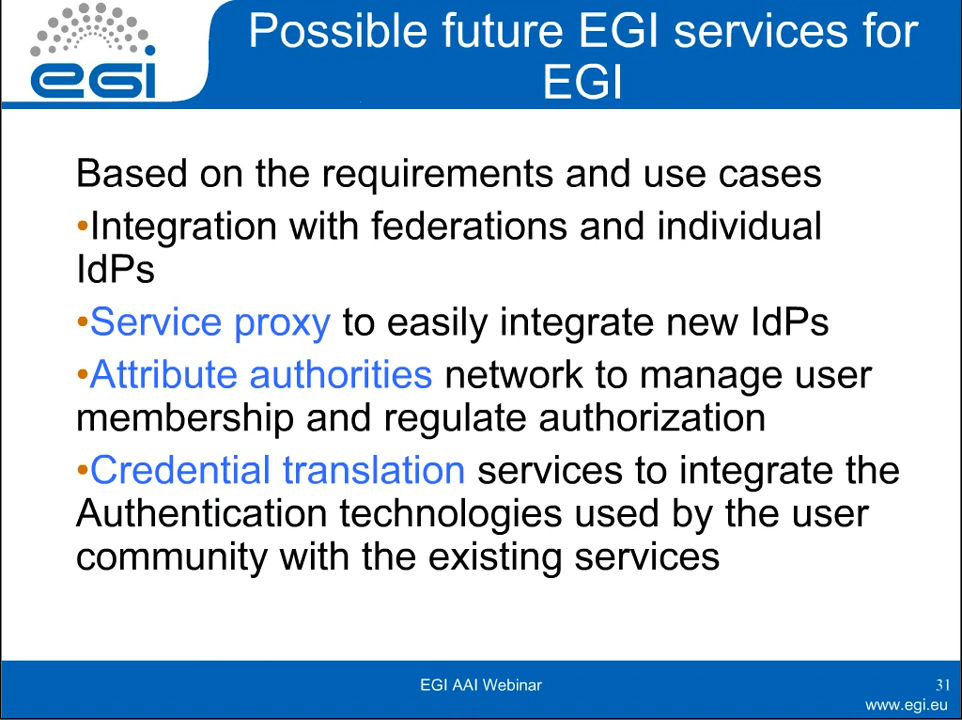 egi
Possible future EGI services for
EGI
Based on the requirements and use cases
•Integration with federations and individual
IdPs
•Service proxy to easily integrate new IdPs
•Attribute authorities network to manage user
membership and regulate authorization
•Credential translation services to integrate the
Authentication technologies used by the user
community with the existing services
EGI AAI Webinar
31
www.egi.eu